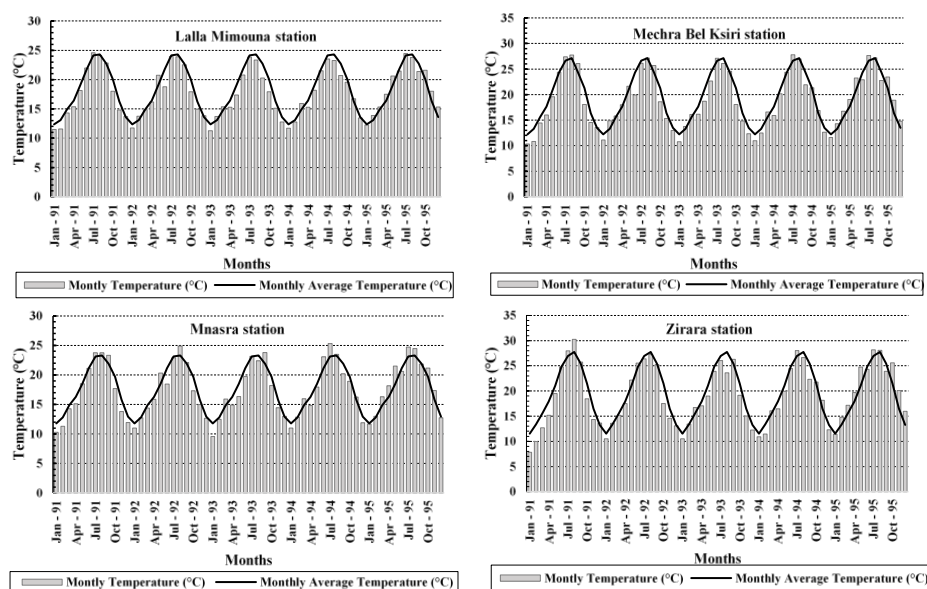 Lalla Mimouna station
Temperature (°C)
30
25
20
15
10
5
0
Jan - 91
Apr - 91
Jul - 91
Oct - 91
Jan - 92
Apr - 92
Jul - 92
Oct - 92
Jan - 93
Apr - 93
Jul - 93
Oct - 93
Jan - 94
Apr - 94
Jul - 94
Oct - 94
Jan - 95
Apr - 95
Jul - 95
Oct - 95
Months
Montly Temperature (°C) Monthly Average Temperature (°C)
Mechra Bel Ksiri station
Temperature (°C)
35
30
25
20
15
10
5
0
Jan - 91
Apr - 91
Jul - 91
Oct - 91
Jan - 92
Apr - 92
Jul - 92
Oct - 92
Jan - 93
Apr - 93
Jul - 93
Oct - 93
Jan - 94
Apr - 94
Jul - 94
Oct - 94
Jan - 95
Apr - 95
Jul - 95
Oct - 95
Months
Montly Temperature (°C) Monthly Average Temperature (°C)
Mnasra station
Temperature (°C)
30
25
20
15
10
5
0
Jan - 91
Apr - 91
Jul - 91
Oct - 91
Jan - 92
Apr - 92
Jul - 92
Oct - 92
Jan - 93
Apr - 93
Jul - 93
Oct - 93
Jan - 94
Apr - 94
Jul - 94
Oct - 94
Jan - 95
Apr - 95
Jul - 95
Oct - 95
Months
Montly Temperature (°C) Monthly Average Temperature (°C)
Zirara station
Temperature (°C)
35
30
25
20
15
10
5
0
Jan - 91
Apr - 91
Jul - 91
Oct - 91
Jan - 92
Apr - 92
Jul - 92
Oct - 92
Jan - 93
Apr - 93
Jul - 93
Oct - 93
Jan - 94
Apr - 94
Jul - 94
Oct - 94
Jan - 95
Apr - 95
Jul - 95
Oct - 95
Months
Montly Temperature (°C) Monthly Average Temperature (°C)